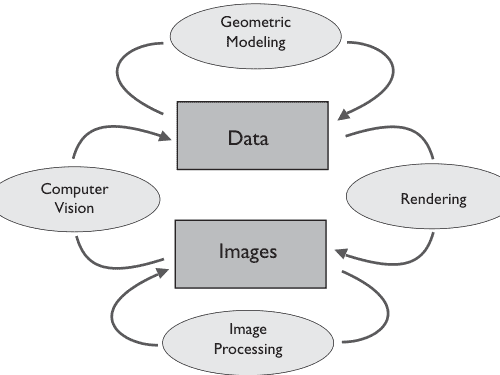 Geometric
Modeling
Data
Computer
Vision
Rendering
Images
Image
Processing